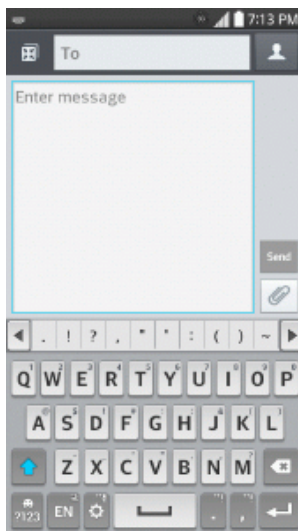 7:13 PM
To
Enter message
Send
. ! ? , " ' : ( ) ~
Q W E R T Y U I O P
A S D F G H J K L
Z X C V B N M
?123 EN . ,